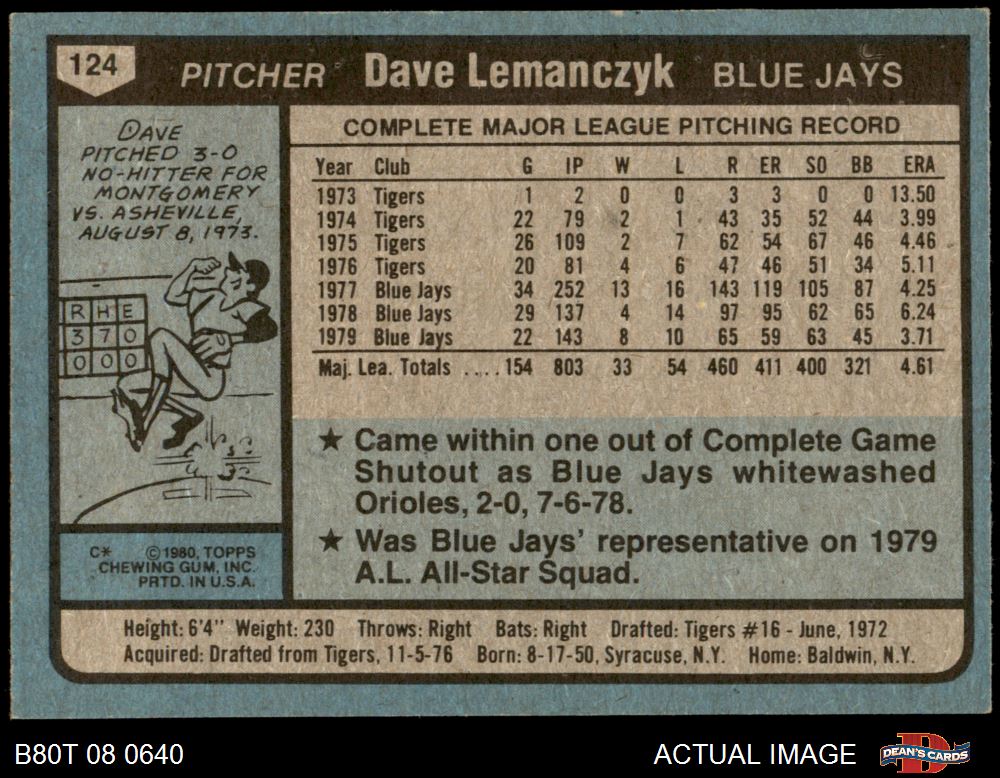 124 PITCHER Dave Lemanczyk BLUE JAYS
DAVE
PITCHED 3-0
NO-HITTER FOR
MONTGOMERY
VS. ASHEVILLE,
AUGUST 8, 1973.
R H E
3 7 0
0 0 0
C* ©1980, TOPPS
CHEWING GUM, INC.
PRTD. IN U.S.A.
COMPLETE MAJOR LEAGUE PITCHING RECORD
Year Club G IP W L R ER SO BB ERA
1973 Tigers 1 2 0 0 3 3 0 0 13.50
1974 Tigers 22 79 2 1 43 35 52 44 3.99
1975 Tigers 26 109 2 7 62 54 67 46 4.46
1976 Tigers 20 81 4 6 47 46 51 34 5.11
1977 Blue Jays 34 252 13 16 143 119 105 87 4.25
1978 Blue Jays 29 137 4 14 97 95 62 65 6.24
1979 Blue Jays 22 143 8 10 65 59 63 45 3.71
Maj. Lea. Totals ....154 803 33 54 460 411 400 321 4.61
★ Came within one out of Complete Game
Shutout as Blue Jays whitewashed
Orioles, 2-0, 7-6-78.
★ Was Blue Jays' representative on 1979
A.L. All-Star Squad.
Height: 6'4" Weight: 230 Throws: Right Bats: Right Drafted: Tigers #16 - June, 1972
Acquired: Drafted from Tigers, 11-5-76 Born: 8-17-50, Syracuse, N.Y. Home: Baldwin, N.Y.
B80T 08 0640 ACTUAL IMAGE DEAN'S CARDS